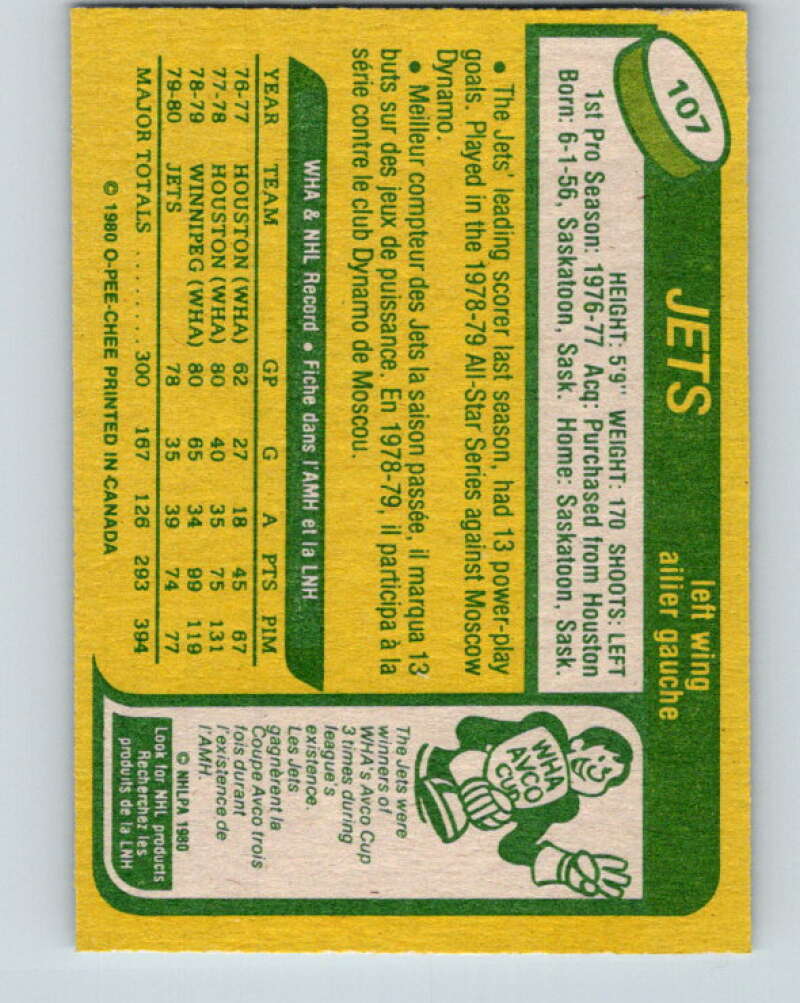 107
JETS
left wing
ailier gauche
HEIGHT: 5'9" WEIGHT: 170 SHOOTS: LEFT
1st Pro Season: 1976-77 Acq: Purchased from Houston
Born: 6-1-56, Saskatoon, Sask. Home: Saskatoon, Sask.
• The Jets' leading scorer last season, had 13 power-play
goals. Played in the 1978-79 All-Star Series against Moscow
Dynamo.
• Meilleur compteur des Jets la saison passée, il marqua 13
buts sur des jeux de puissance. En 1978-79, il participa à la
série contre le club Dynamo de Moscou.
WHA & NHL Record • Fiche dans l'AMH et la LNH
YEAR TEAM GP G A PTS PIM
76-77 HOUSTON (WHA) 62 27 18 45 67
77-78 HOUSTON (WHA) 80 40 35 75 131
78-79 WINNIPEG (WHA) 80 65 34 99 119
79-80 JETS 78 35 39 74 77
MAJOR TOTALS ........ 300 167 126 293 394
© 1980 O-PEE-CHEE PRINTED IN CANADA
WHA
AVCO
CUP
The Jets were
winners of
WHA's Avco Cup
3 times during
league's
existence.
Les Jets
gagnèrent la
Coupe Avco trois
fois durant
l'existence de
l'AMH.
© NHLPA 1980
Look for NHL products
Recherchez les
produits de la LNH